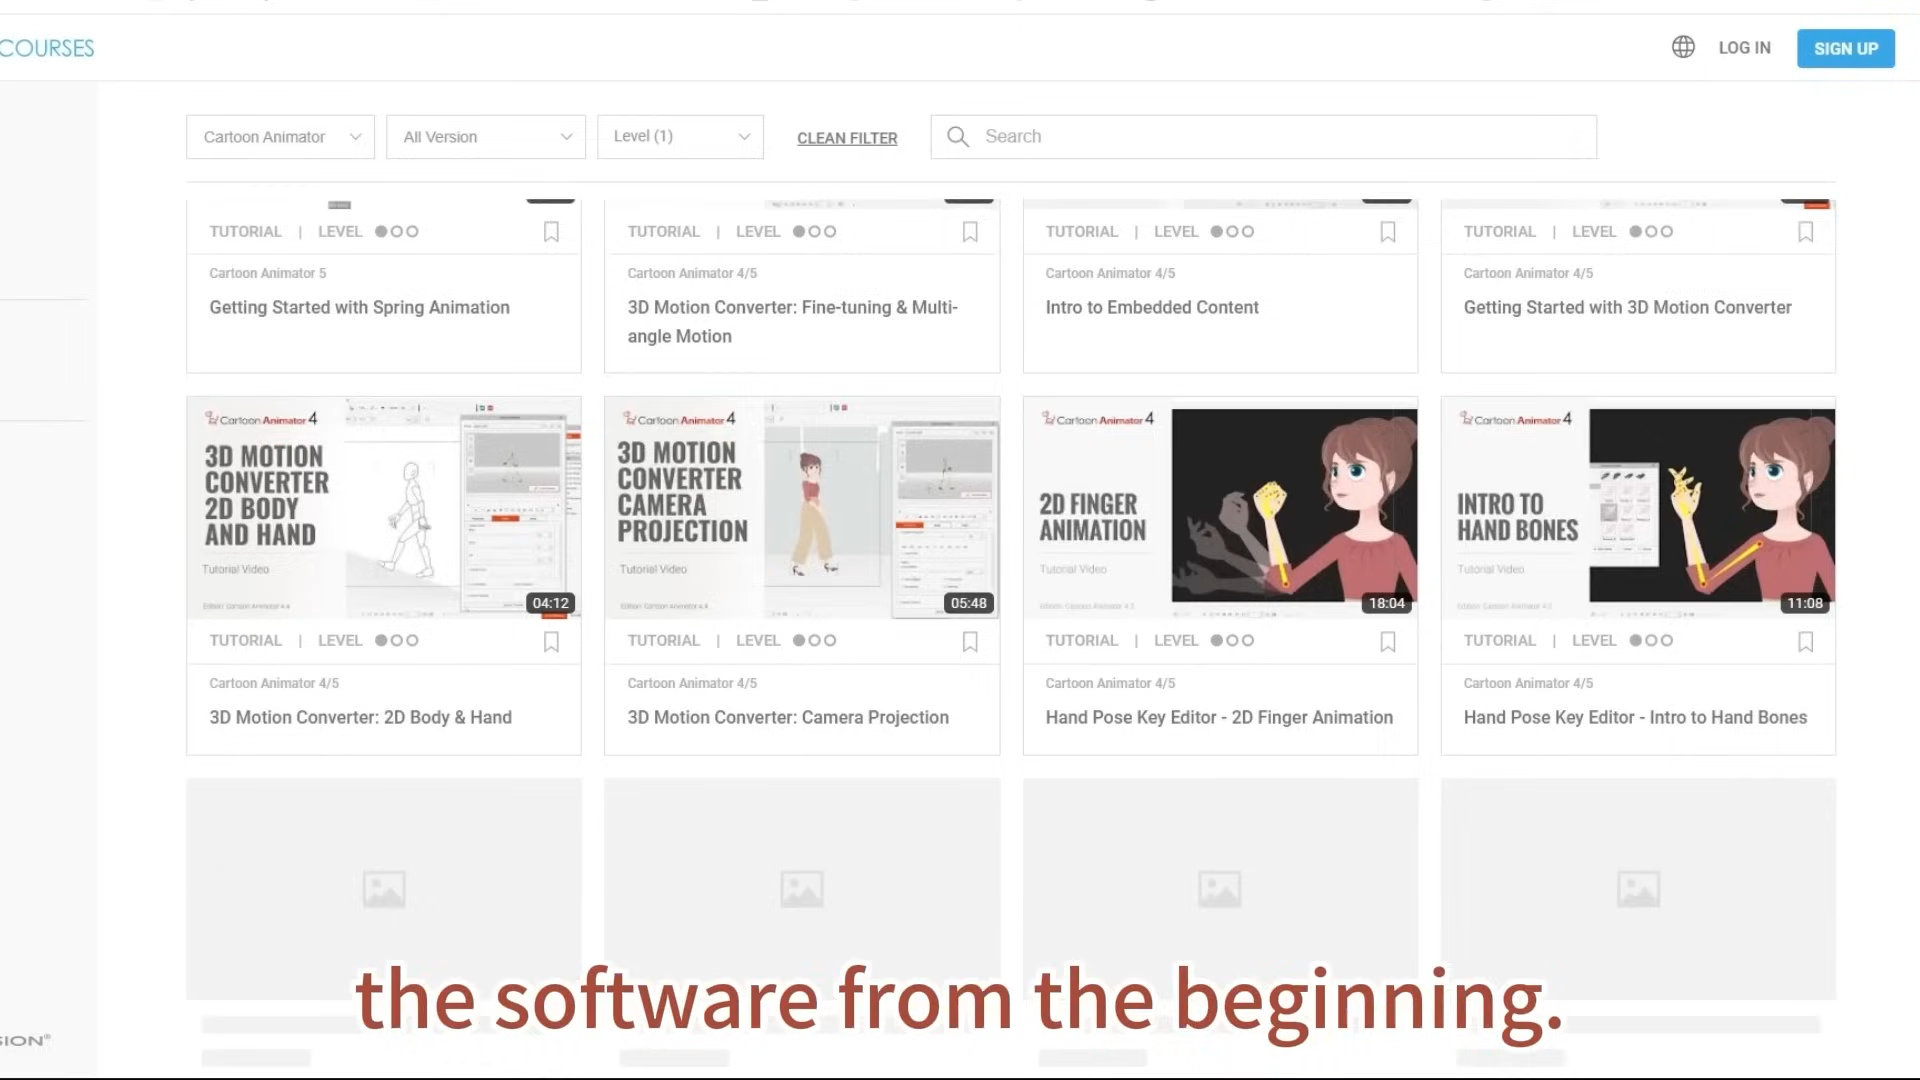 COURSES
LOG IN
SIGN UP
Cartoon Animator
All Version
Level (1)
CLEAN FILTER
Search
TUTORIAL | LEVEL
TUTORIAL | LEVEL
TUTORIAL | LEVEL
TUTORIAL | LEVEL
Cartoon Animator 5
Getting Started with Spring Animation
Cartoon Animator 4/5
3D Motion Converter: Fine-tuning & Multi-
angle Motion
Cartoon Animator 4/5
Intro to Embedded Content
Cartoon Animator 4/5
Getting Started with 3D Motion Converter
Cartoon Animator 4
3D MOTION
CONVERTER
2D BODY
AND HAND
Tutorial Video
04:12
Cartoon Animator 4
3D MOTION
CONVERTER
CAMERA
PROJECTION
Tutorial Video
05:48
Cartoon Animator 4
2D FINGER
ANIMATION
Tutorial Video
18:04
Cartoon Animator 4
INTRO TO
HAND BONES
Tutorial Video
11:08
TUTORIAL | LEVEL
TUTORIAL | LEVEL
TUTORIAL | LEVEL
TUTORIAL | LEVEL
Cartoon Animator 4/5
3D Motion Converter: 2D Body & Hand
Cartoon Animator 4/5
3D Motion Converter: Camera Projection
Cartoon Animator 4/5
Hand Pose Key Editor - 2D Finger Animation
Cartoon Animator 4/5
Hand Pose Key Editor - Intro to Hand Bones
the software from the beginning.
SION®